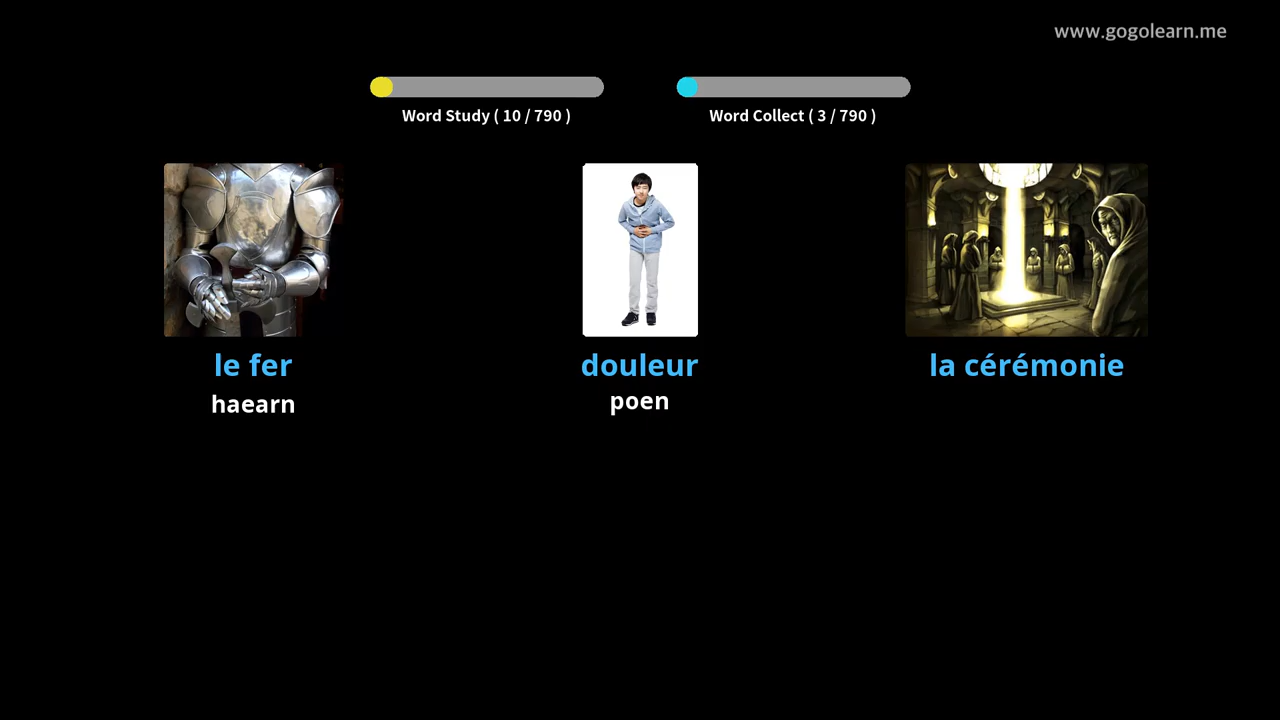 www.gogolearn.me
Word Study ( 10 / 790 )
Word Collect ( 3 / 790 )
le fer
haearn
douleur
poen
la cérémonie